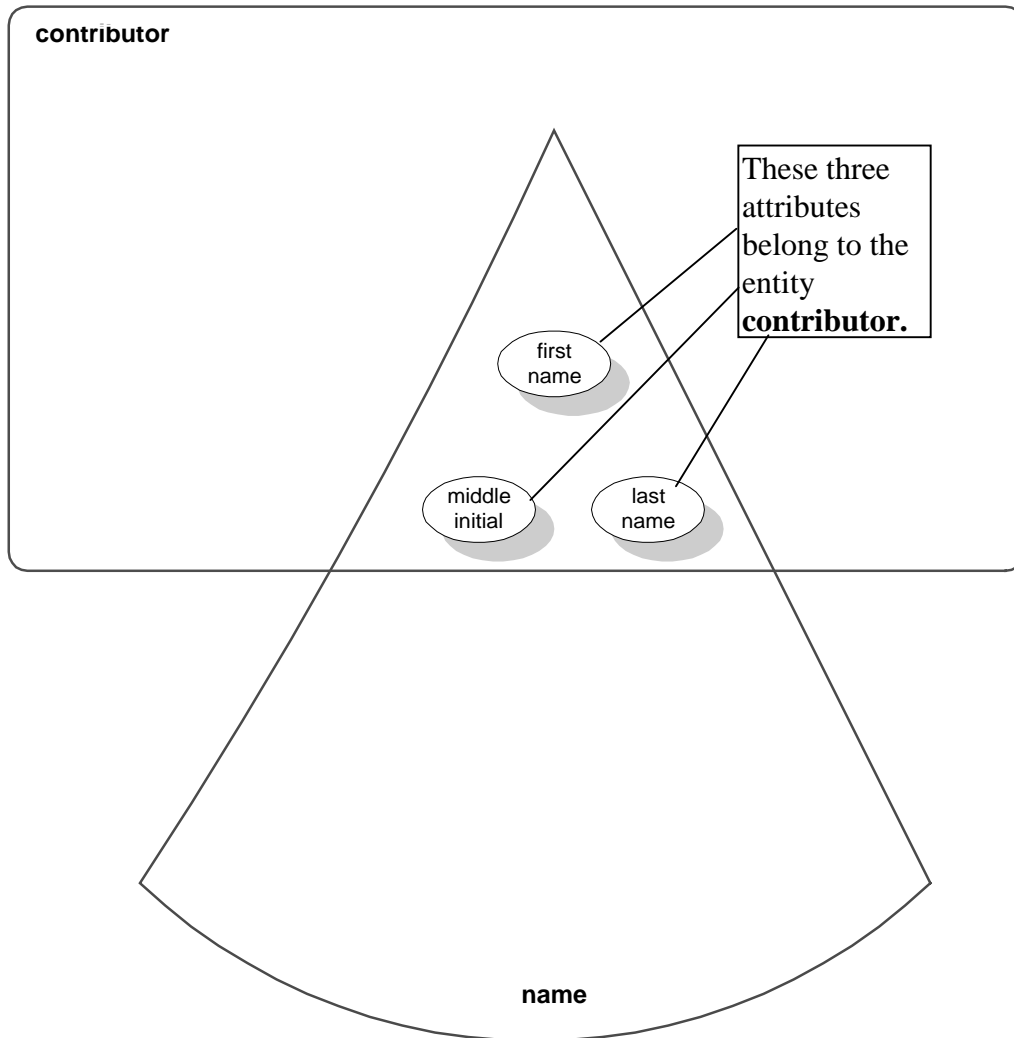 contributor
These three
attributes
belong to the
entity
contributor.
first
name
middle
initial
last
name
name